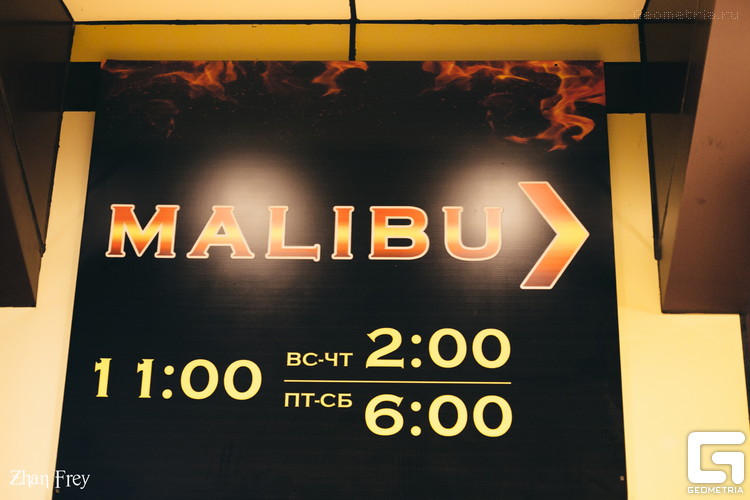 geometria.ru
MALIBU
11:00
ВС-ЧТ 2:00
ПТ-СБ 6:00
Zhan Frey
GEOMETRIA